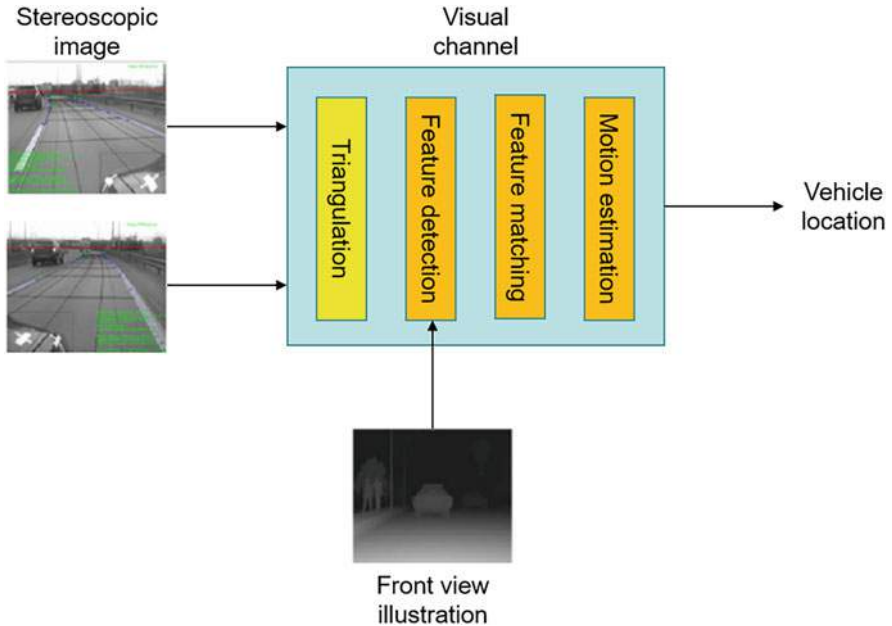 Stereoscopic
image
Visual
channel
Triangulation
Feature detection
Feature matching
Motion estimation
Vehicle
location
Front view
illustration